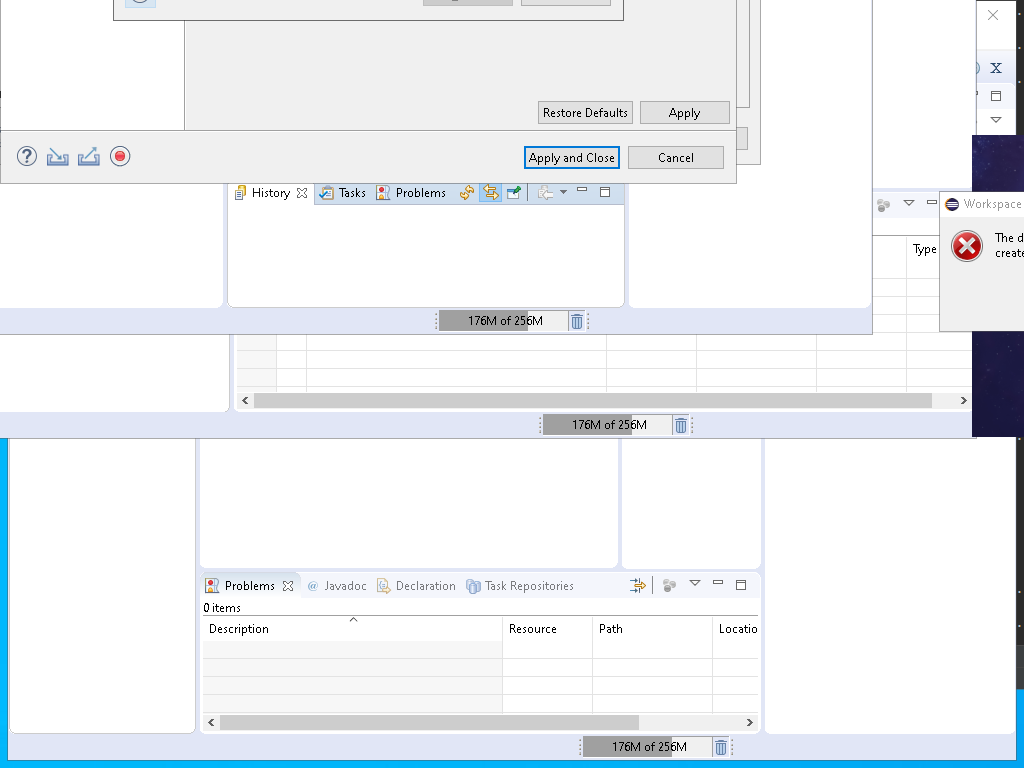 X
Restore Defaults
Apply
Apply and Close
Cancel
History
Tasks
Problems
Workspace
The d
create
Type
176M of 256M
176M of 256M
Problems
Javadoc
Declaration
Task Repositories
0 items
Description
Resource
Path
Locatio
176M of 256M